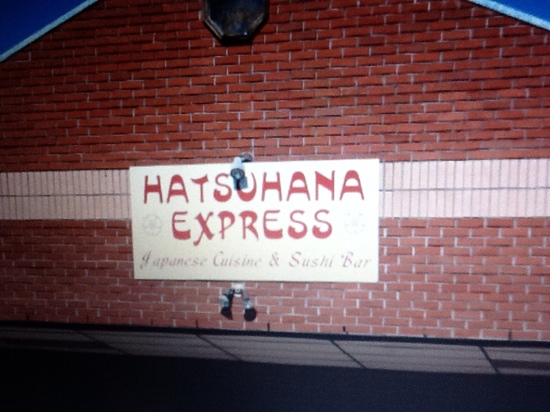 HATSUHANA
EXPRESS
Japanese Cuisine & Sushi Bar